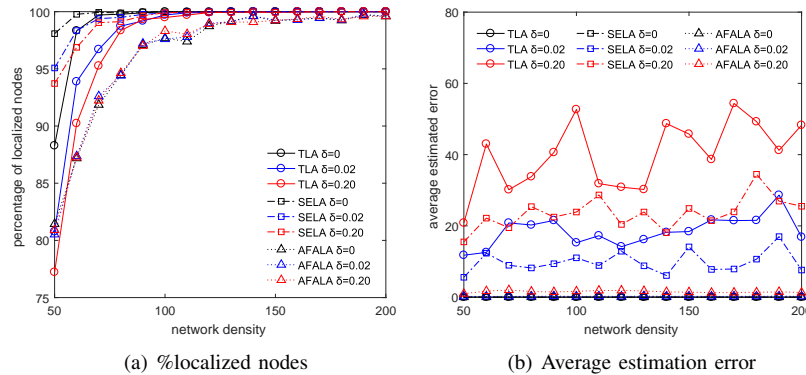 100
95
90
85
80
75
50
100
150
200
percentage of localized nodes
network density
TLA δ=0
TLA δ=0.02
TLA δ=0.20
SELA δ=0
SELA δ=0.02
SELA δ=0.20
AFALA δ=0
AFALA δ=0.02
AFALA δ=0.20
(a) %localized nodes
80
60
40
20
0
50
100
150
200
average estimated error
network density
TLA δ=0 SELA δ=0 AFALA δ=0
TLA δ=0.02 SELA δ=0.02 AFALA δ=0.02
TLA δ=0.20 SELA δ=0.20 AFALA δ=0.20
(b) Average estimation error